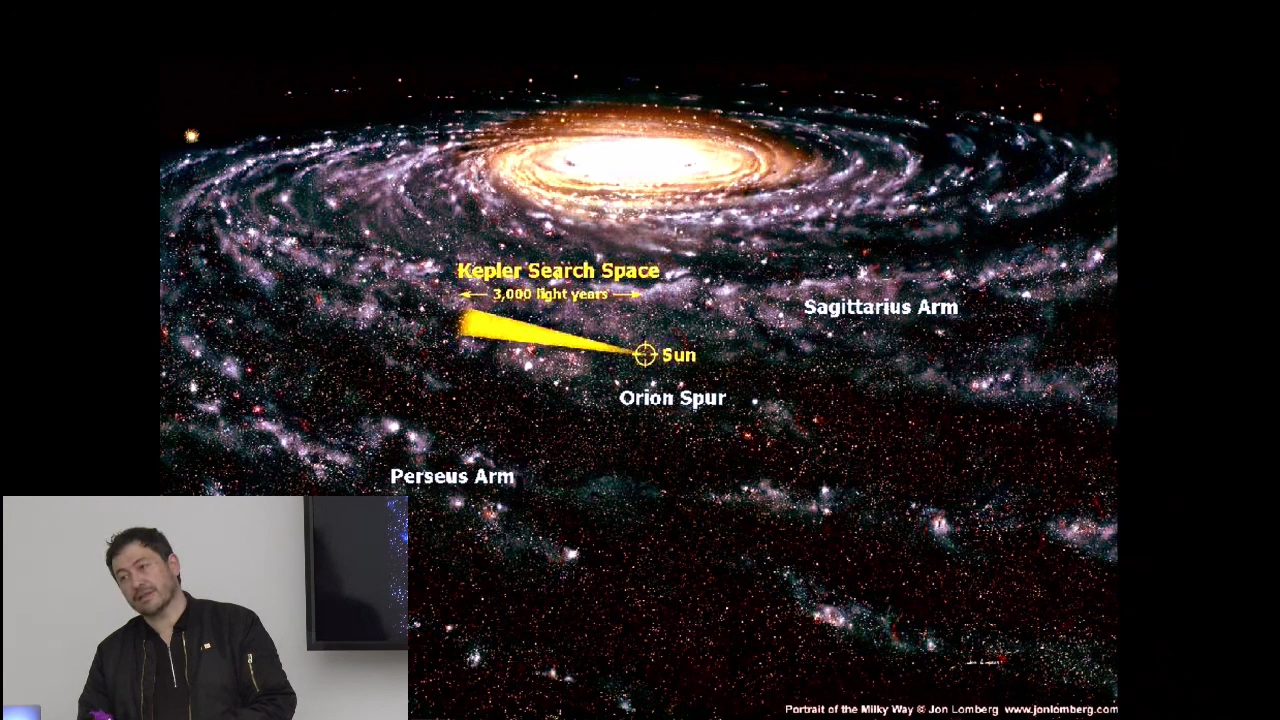 Kepler Search Space
3,000 light years
Sagittarius Arm
Sun
Orion Spur
Perseus Arm
Portrait of the Milky Way © Jon Lomberg www.jonlomberg.com